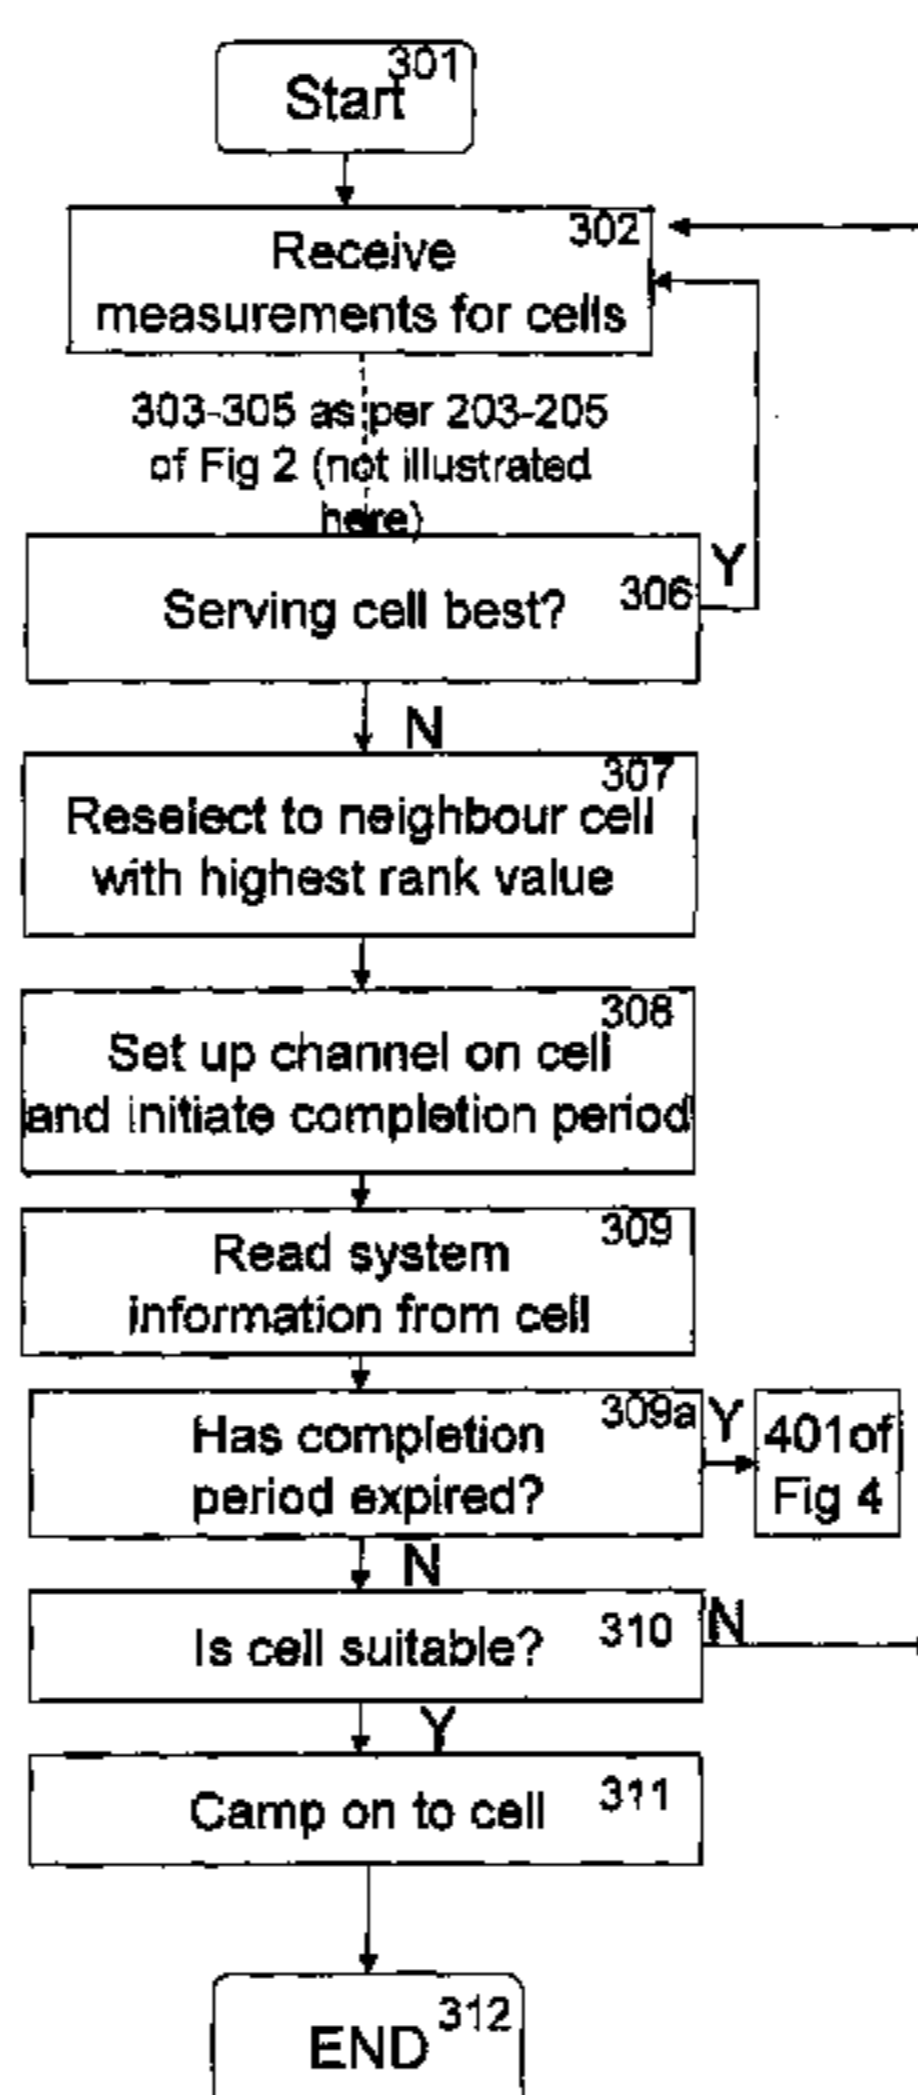 301
Start
302
Receive
measurements for cells
303-305 as per 203-205
of Fig 2 (not illustrated
here)
Serving cell best?
306
Y
N
307
Reselect to neighbour cell
with highest rank value
308
Set up channel on cell
and initiate completion period
309
Read system
information from cell
309a
Has completion
period expired?
Y
401of
Fig 4
N
Is cell suitable?
310
N
Y
Camp on to cell
311
312
END